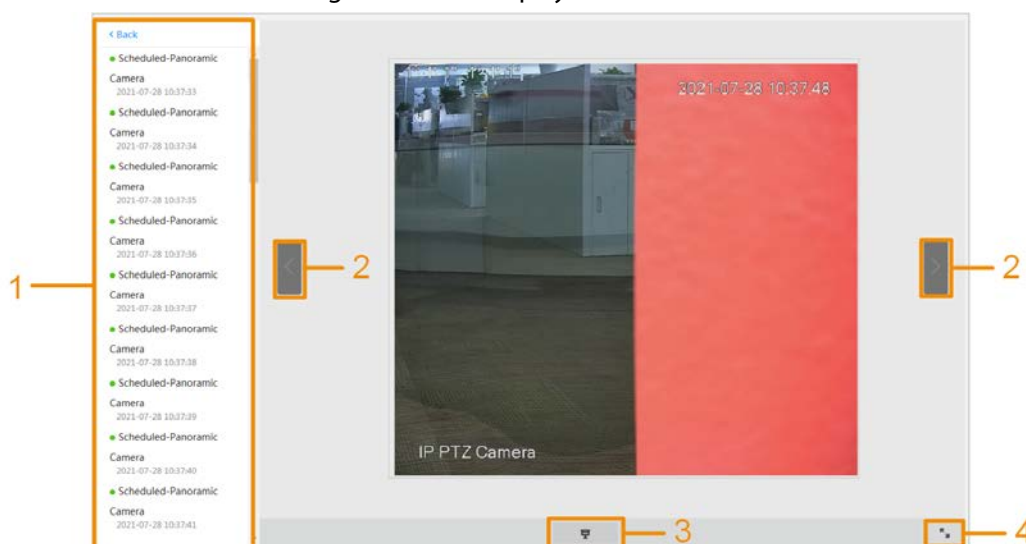 ‹ Back
Scheduled-Panoramic
Camera
2021-07-28 10:37:33
Scheduled-Panoramic
Camera
2021-07-28 10:37:34
Scheduled-Panoramic
Camera
2021-07-28 10:37:35
Scheduled-Panoramic
Camera
2021-07-28 10:37:36
Scheduled-Panoramic
Camera
2021-07-28 10:37:37
Scheduled-Panoramic
Camera
2021-07-28 10:37:38
Scheduled-Panoramic
Camera
2021-07-28 10:37:39
Scheduled-Panoramic
Camera
2021-07-28 10:37:40
Scheduled-Panoramic
Camera
2021-07-28 10:37:41
1
2
2021-07-28 10:37:48
IP PTZ Camera
2
3
4